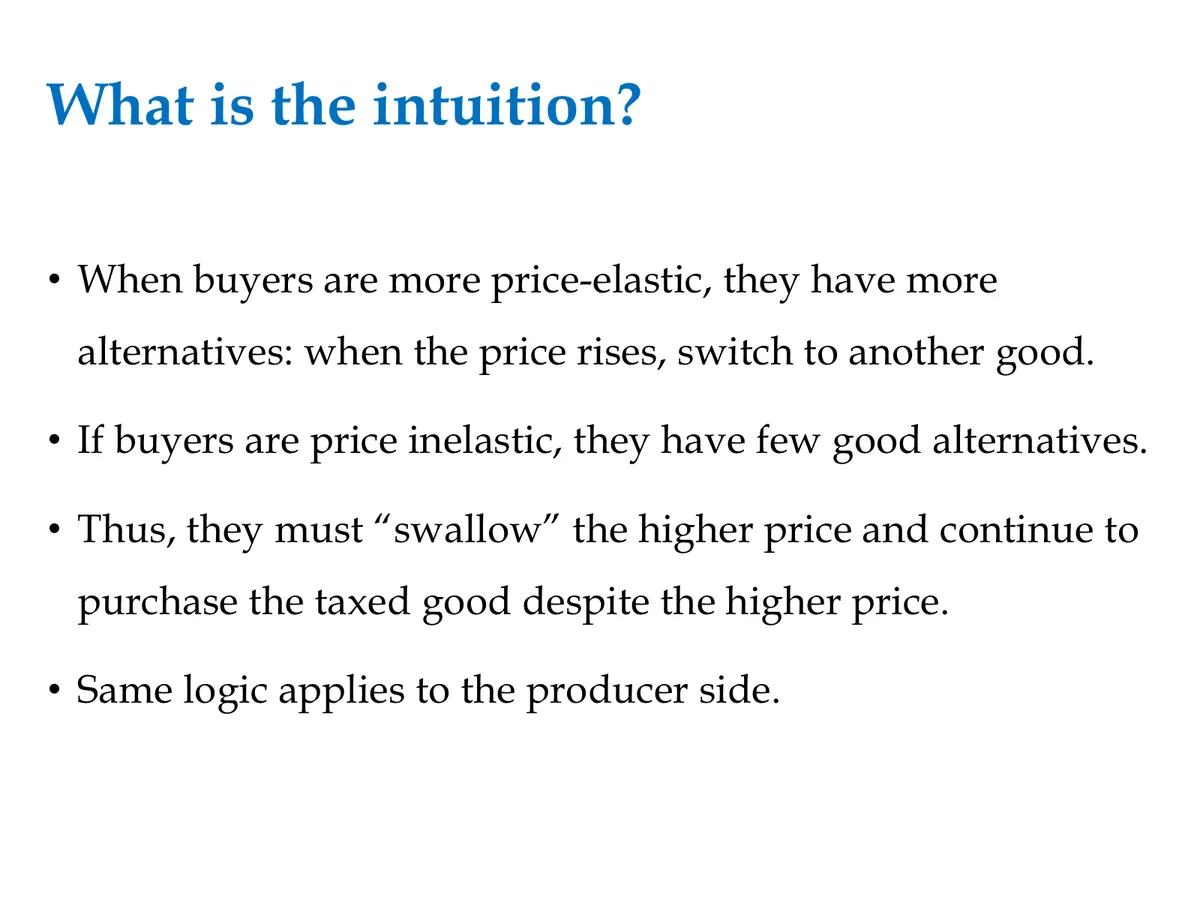 What is the intuition?
• When buyers are more price-elastic, they have more
alternatives: when the price rises, switch to another good.
• If buyers are price inelastic, they have few good alternatives.
• Thus, they must “swallow” the higher price and continue to
purchase the taxed good despite the higher price.
• Same logic applies to the producer side.